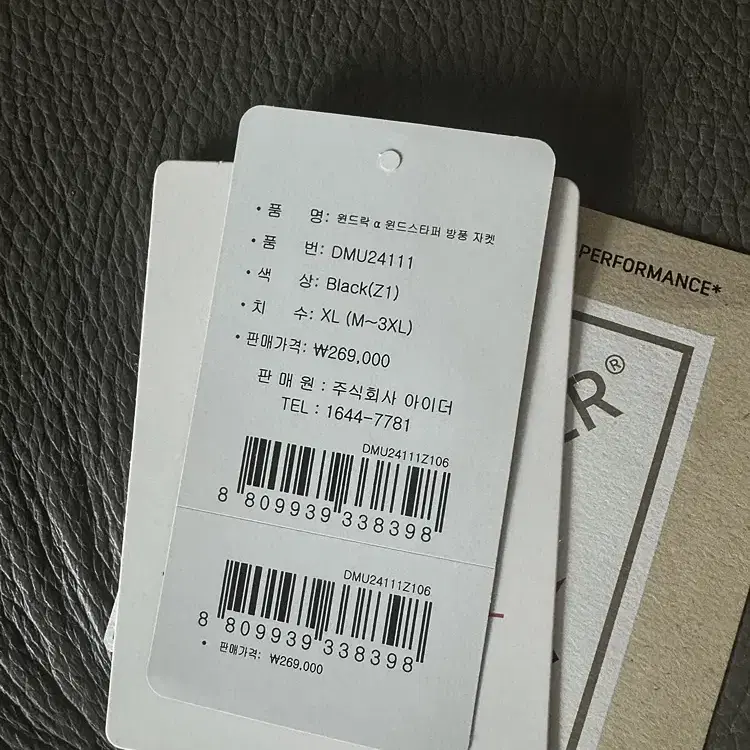 • 품 명: 윈드락 α 윈드스타퍼 방풍 자켓
• 품 번: DMU24111
• 색 상: Black(Z1)
• 치 수: XL (M~3XL)
• 판매가격: ₩269,000
판 매 원 : 주식회사 아이더
TEL : 1644-7781
DMU24111Z106
8 809939 338398
DMU24111Z106
8 809939 338398
• 판매가격: ₩269,000
PERFORMANCE*
ER®